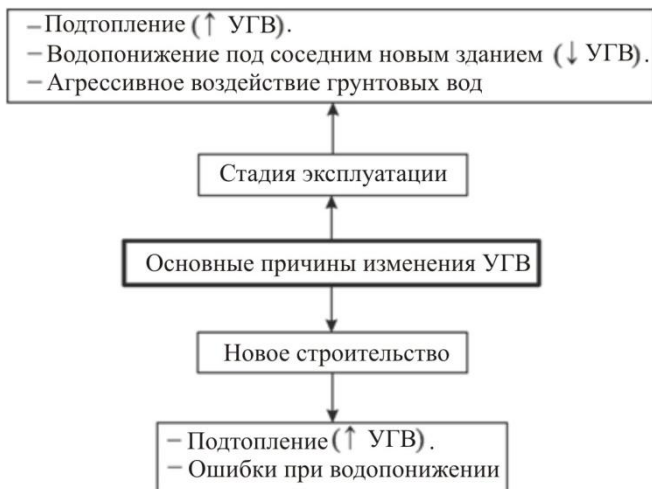 – Подтопление (↑ УГВ).
– Водопонижение под соседним новым зданием (↓ УГВ).
– Агрессивное воздействие грунтовых вод
Стадия эксплуатации
Основные причины изменения УГВ
Новое строительство
– Подтопление (↑ УГВ).
– Ошибки при водопонижении